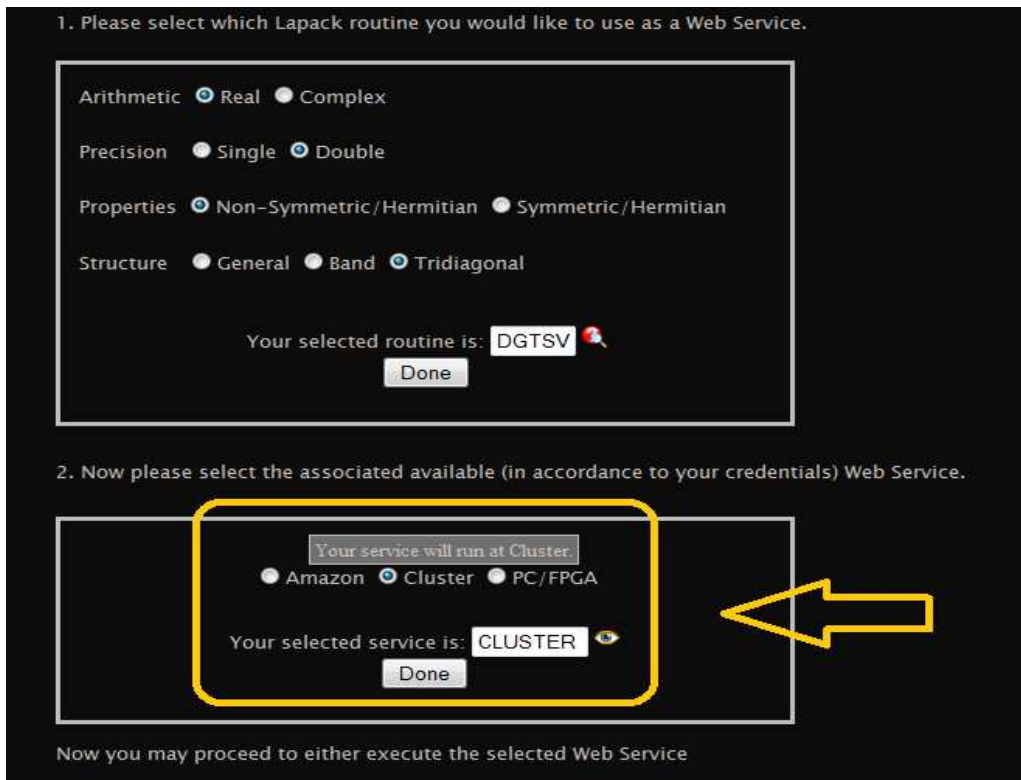 1. Please select which Lapack routine you would like to use as a Web Service.
Arithmetic Real Complex
Precision Single Double
Properties Non-Symmetric/Hermitian Symmetric/Hermitian
Structure General Band Tridiagonal
Your selected routine is: DGTSV
Done
2. Now please select the associated available (in accordance to your credentials) Web Service.
Your service will run at Cluster.
Amazon Cluster PC/FPGA
Your selected service is: CLUSTER
Done
Now you may proceed to either execute the selected Web Service